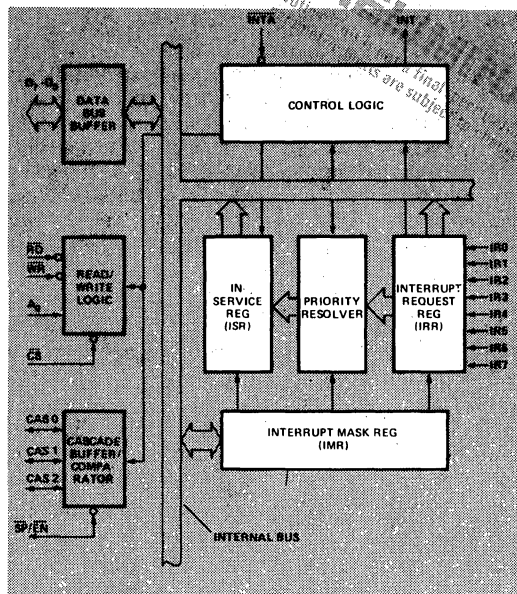 INTA
INT
D7-D0
DATA
BUS
BUFFER
CONTROL LOGIC
a final
are subject to
RD
WR
A0
CS
READ/
WRITE
LOGIC
IN
SERVICE
REG
(ISR)
PRIORITY
RESOLVER
INTERRUPT
REQUEST
REG
(IRR)
IR0
IR1
IR2
IR3
IR4
IR5
IR6
IR7
CAS 0
CAS 1
CAS 2
CASCADE
BUFFER/
COMPA-
RATOR
SP/EN
INTERRUPT MASK REG
(IMR)
INTERNAL BUS